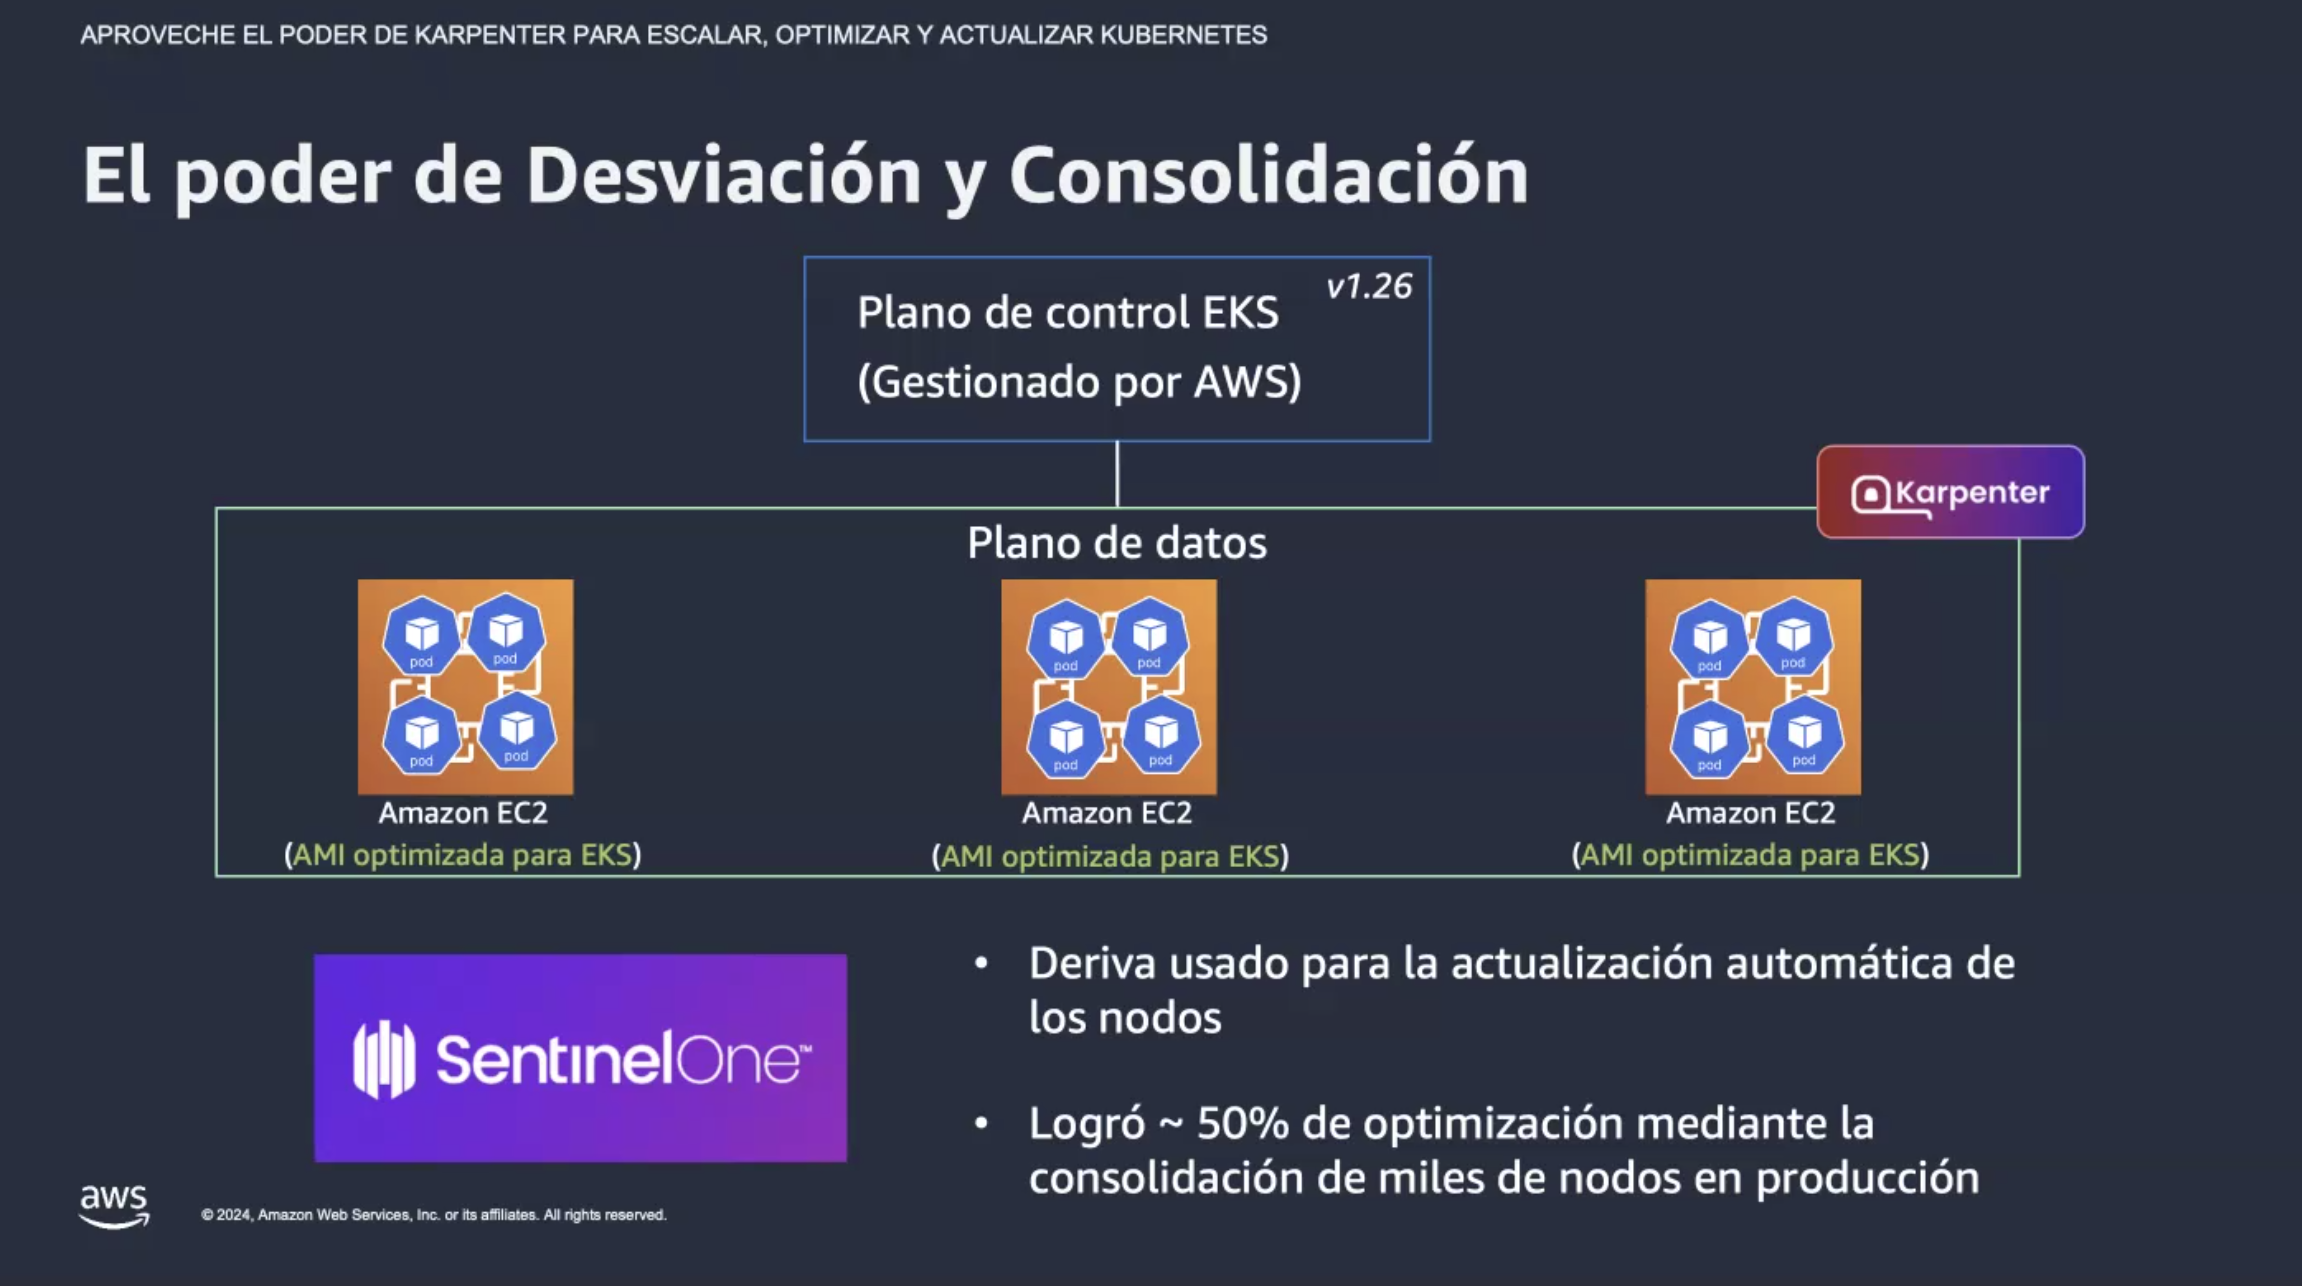 APROVECHE EL PODER DE KARPENTER PARA ESCALAR, OPTIMIZAR Y ACTUALIZAR KUBERNETES
El poder de Desviación y Consolidación
v1.26
Plano de control EKS
(Gestionado por AWS)
Karpenter
Plano de datos
pod pod
pod pod
pod pod
pod pod
pod pod
pod pod
Amazon EC2
(AMI optimizada para EKS)
Amazon EC2
(AMI optimizada para EKS)
Amazon EC2
(AMI optimizada para EKS)
SentinelOne™
• Deriva usado para la actualización automática de
los nodos
• Logró ~ 50% de optimización mediante la
consolidación de miles de nodos en producción
aws
© 2024, Amazon Web Services, Inc. or its affiliates. All rights reserved.